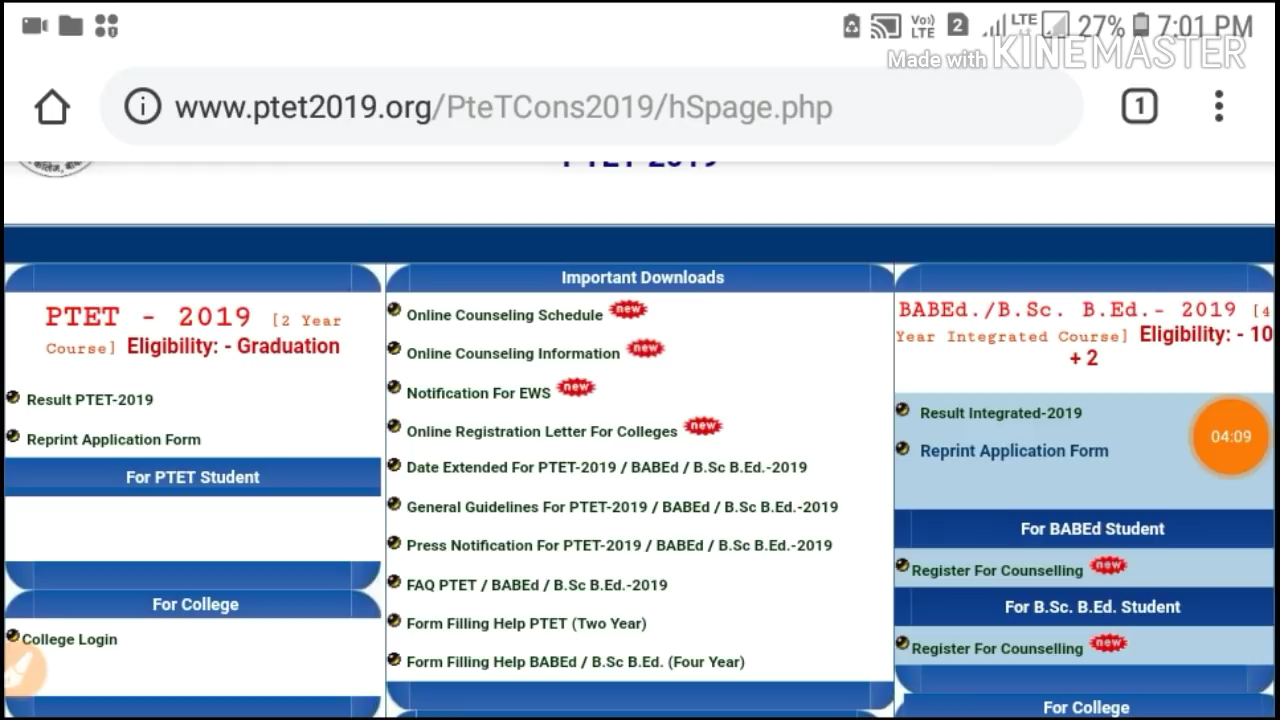 Vo)) LTE 2 LTE 27% 7:01 PM
Made with KINEMASTER
www.ptet2019.org/PteTCons2019/hSpage.php
1
PTET 2019
Important Downloads
PTET - 2019 [2 Year
Course] Eligibility: - Graduation
Result PTET-2019
Reprint Application Form
For PTET Student
For College
College Login
Online Counseling Schedule new
Online Counseling Information new
Notification For EWS new
Online Registration Letter For Colleges new
Date Extended For PTET-2019 / BABEd / B.Sc B.Ed.-2019
General Guidelines For PTET-2019 / BABEd / B.Sc B.Ed.-2019
Press Notification For PTET-2019 / BABEd / B.Sc B.Ed.-2019
FAQ PTET / BABEd / B.Sc B.Ed.-2019
Form Filling Help PTET (Two Year)
Form Filling Help BABEd / B.Sc B.Ed. (Four Year)
BABEd./B.Sc. B.Ed.- 2019 [4
Year Integrated Course] Eligibility: - 10
+ 2
Result Integrated-2019
Reprint Application Form
04:09
For BABEd Student
Register For Counselling new
For B.Sc. B.Ed. Student
Register For Counselling new
For College